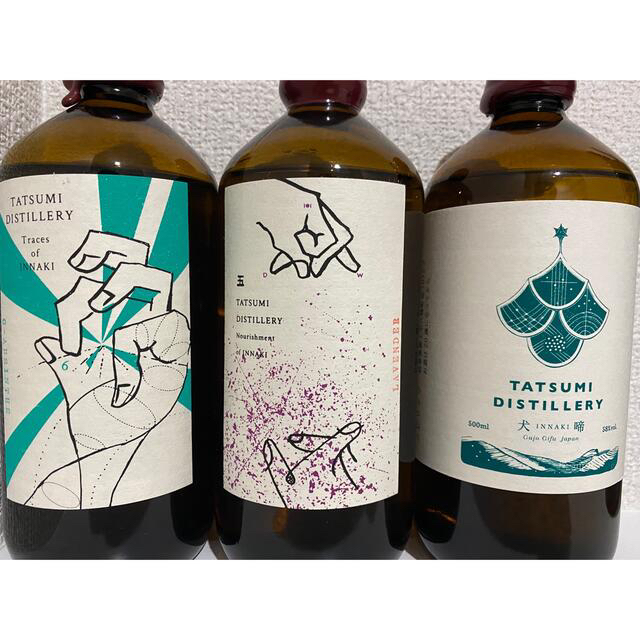 TATSUMI
DISTILLERY
Traces
of
INNAKI
6
D W
五
TATSUMI
DISTILLERY
Nourishment
of INNAKI
LAVENDER
TATSUMI
DISTILLERY
500ml 犬 INNAKI 啼 58%vol.
Gujo Gifu Japan